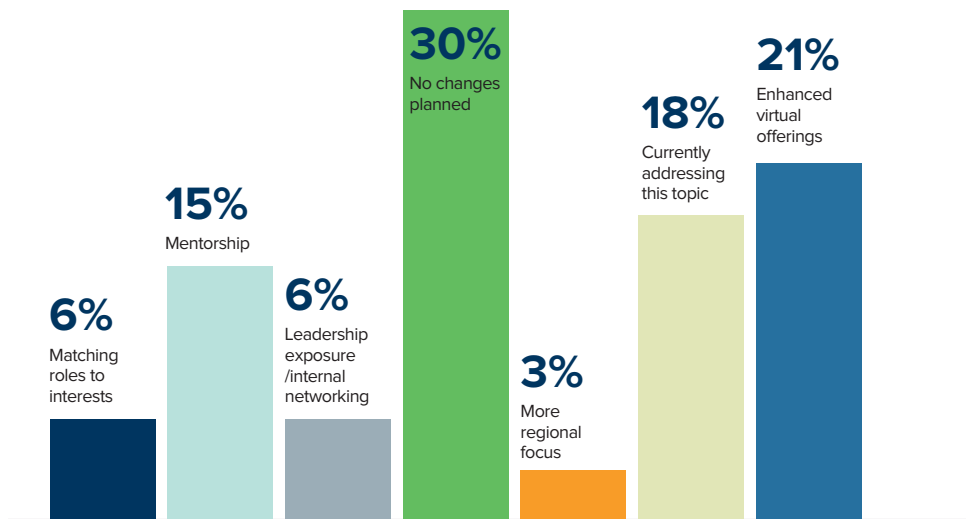 6%
Matching
roles to
interests
15%
Mentorship
6%
Leadership
exposure
/internal
networking
30%
No changes
planned
3%
More
regional
focus
18%
Currently
addressing
this topic
21%
Enhanced
virtual
offerings